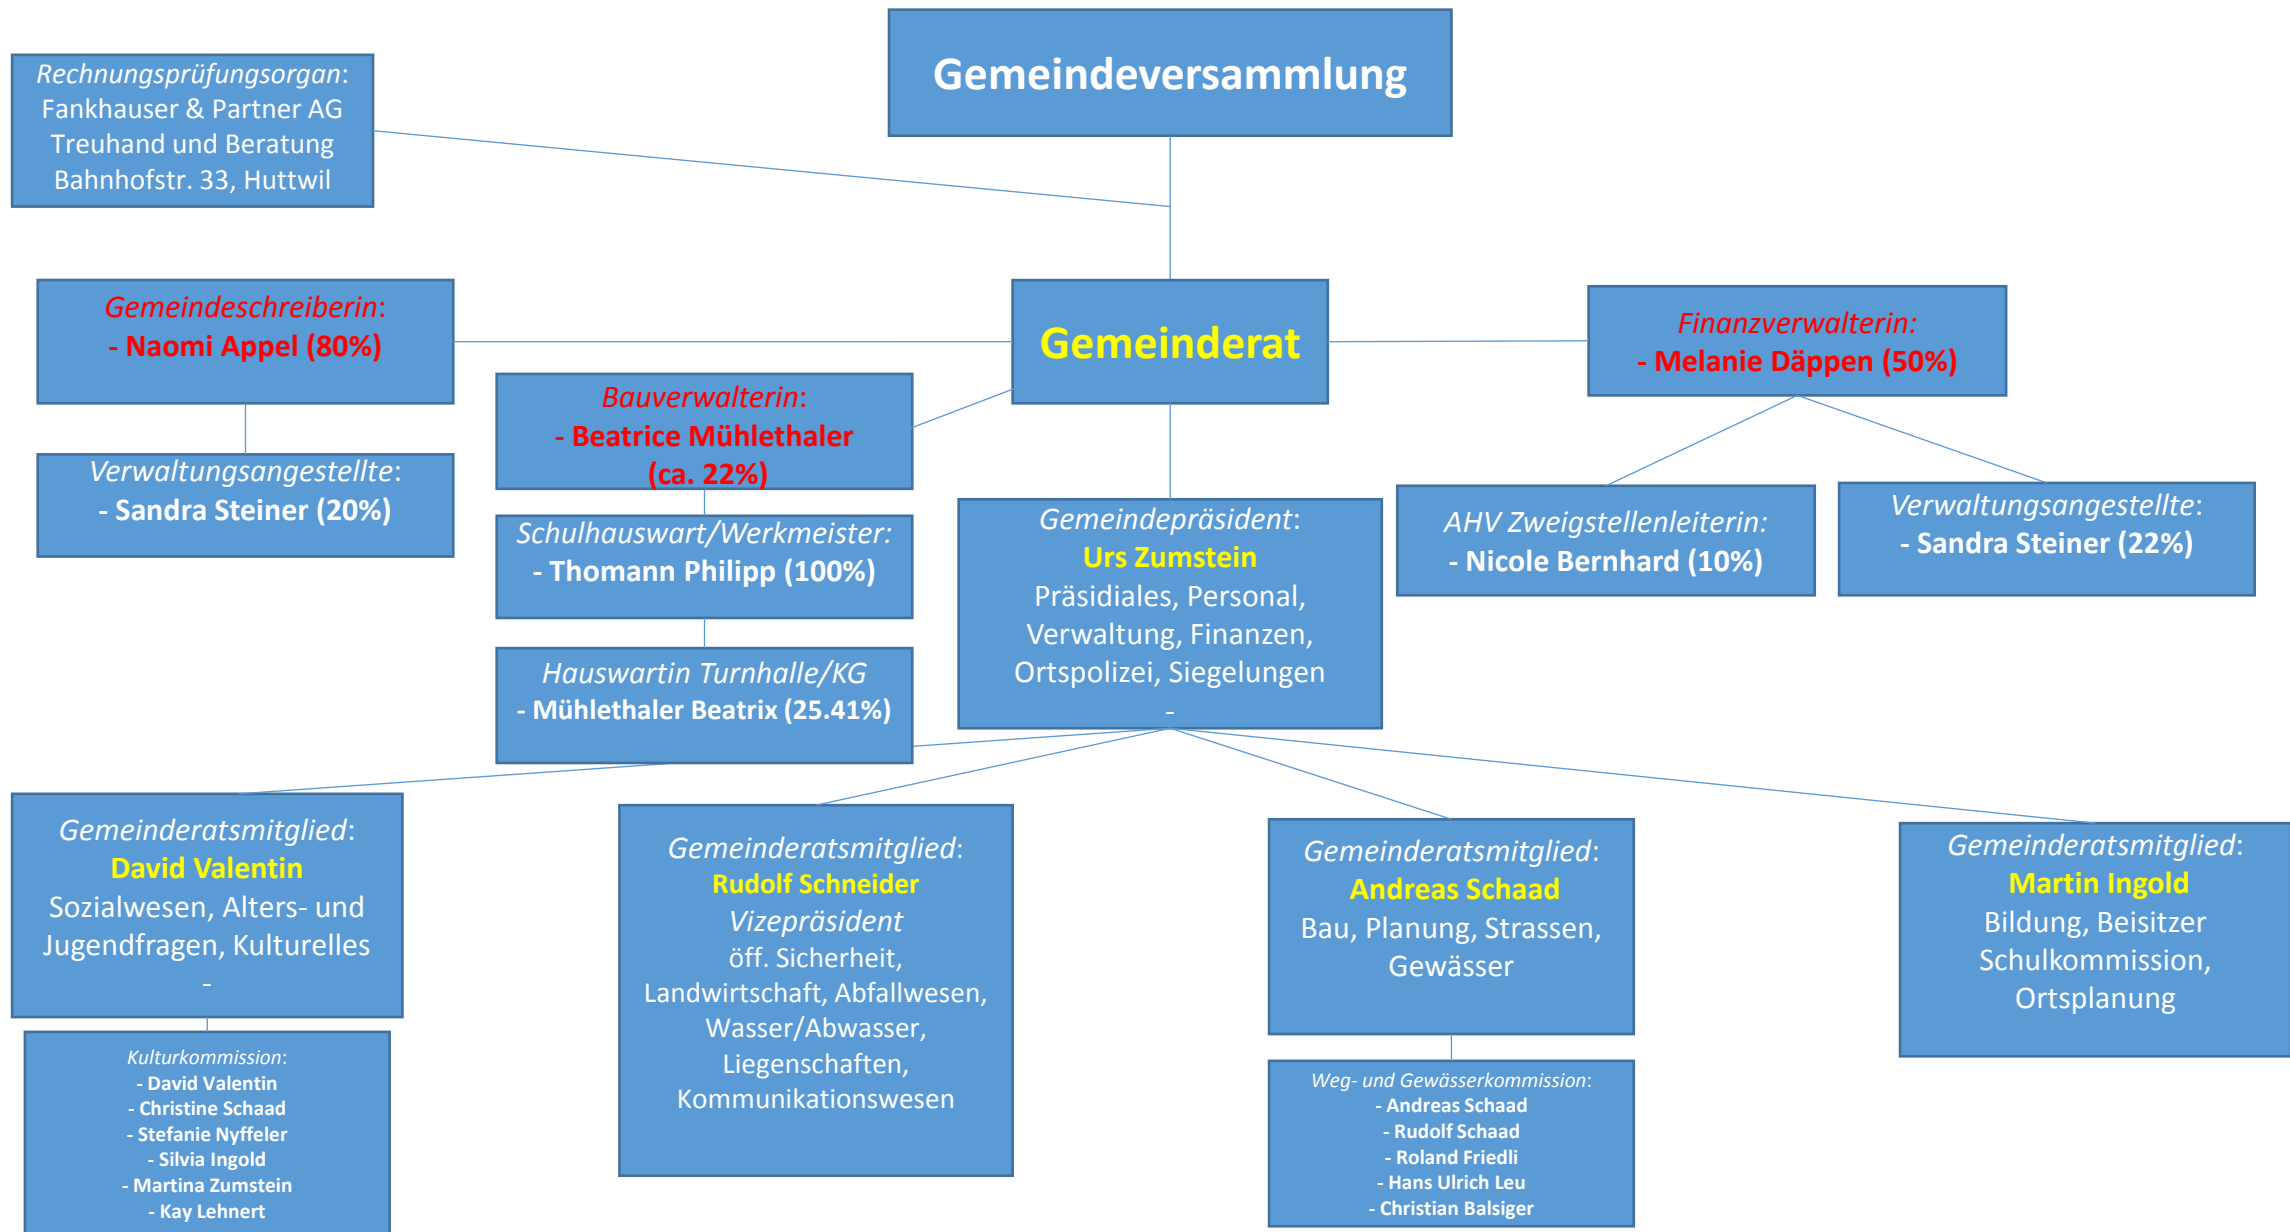 Gemeindeversammlung
Rechnungsprüfungsorgan:
Fankhauser & Partner AG
Treuhand und Beratung
Bahnhofstr. 33, Huttwil
Gemeindeschreiberin:
- Naomi Appel (80%)
Gemeinderat
Finanzverwalterin:
- Melanie Däppen (50%)
Bauverwalterin:
- Beatrice Mühlethaler
(ca. 22%)
Verwaltungsangestellte:
- Sandra Steiner (20%)
Schulhauswart/Werkmeister:
- Thomann Philipp (100%)
Hauswartin Turnhalle/KG
- Mühlethaler Beatrix (25.41%)
Gemeindepräsident:
Urs Zumstein
Präsidiales, Personal,
Verwaltung, Finanzen,
Ortspolizei, Siegelungen
-
AHV Zweigstellenleiterin:
- Nicole Bernhard (10%)
Verwaltungsangestellte:
- Sandra Steiner (22%)
Gemeinderatsmitglied:
David Valentin
Sozialwesen, Alters- und
Jugendfragen, Kulturelles
-
Kulturkommission:
- David Valentin
- Christine Schaad
- Stefanie Nyffeler
- Silvia Ingold
- Martina Zumstein
- Kay Lehnert
Gemeinderatsmitglied:
Rudolf Schneider
Vizepräsident
öff. Sicherheit,
Landwirtschaft, Abfallwesen,
Wasser/Abwasser,
Liegenschaften,
Kommunikationswesen
Gemeinderatsmitglied:
Andreas Schaad
Bau, Planung, Strassen,
Gewässer
Weg- und Gewässerkommission:
- Andreas Schaad
- Rudolf Schaad
- Roland Friedli
- Hans Ulrich Leu
- Christian Balsiger
Gemeinderatsmitglied:
Martin Ingold
Bildung, Beisitzer
Schulkommission,
Ortsplanung